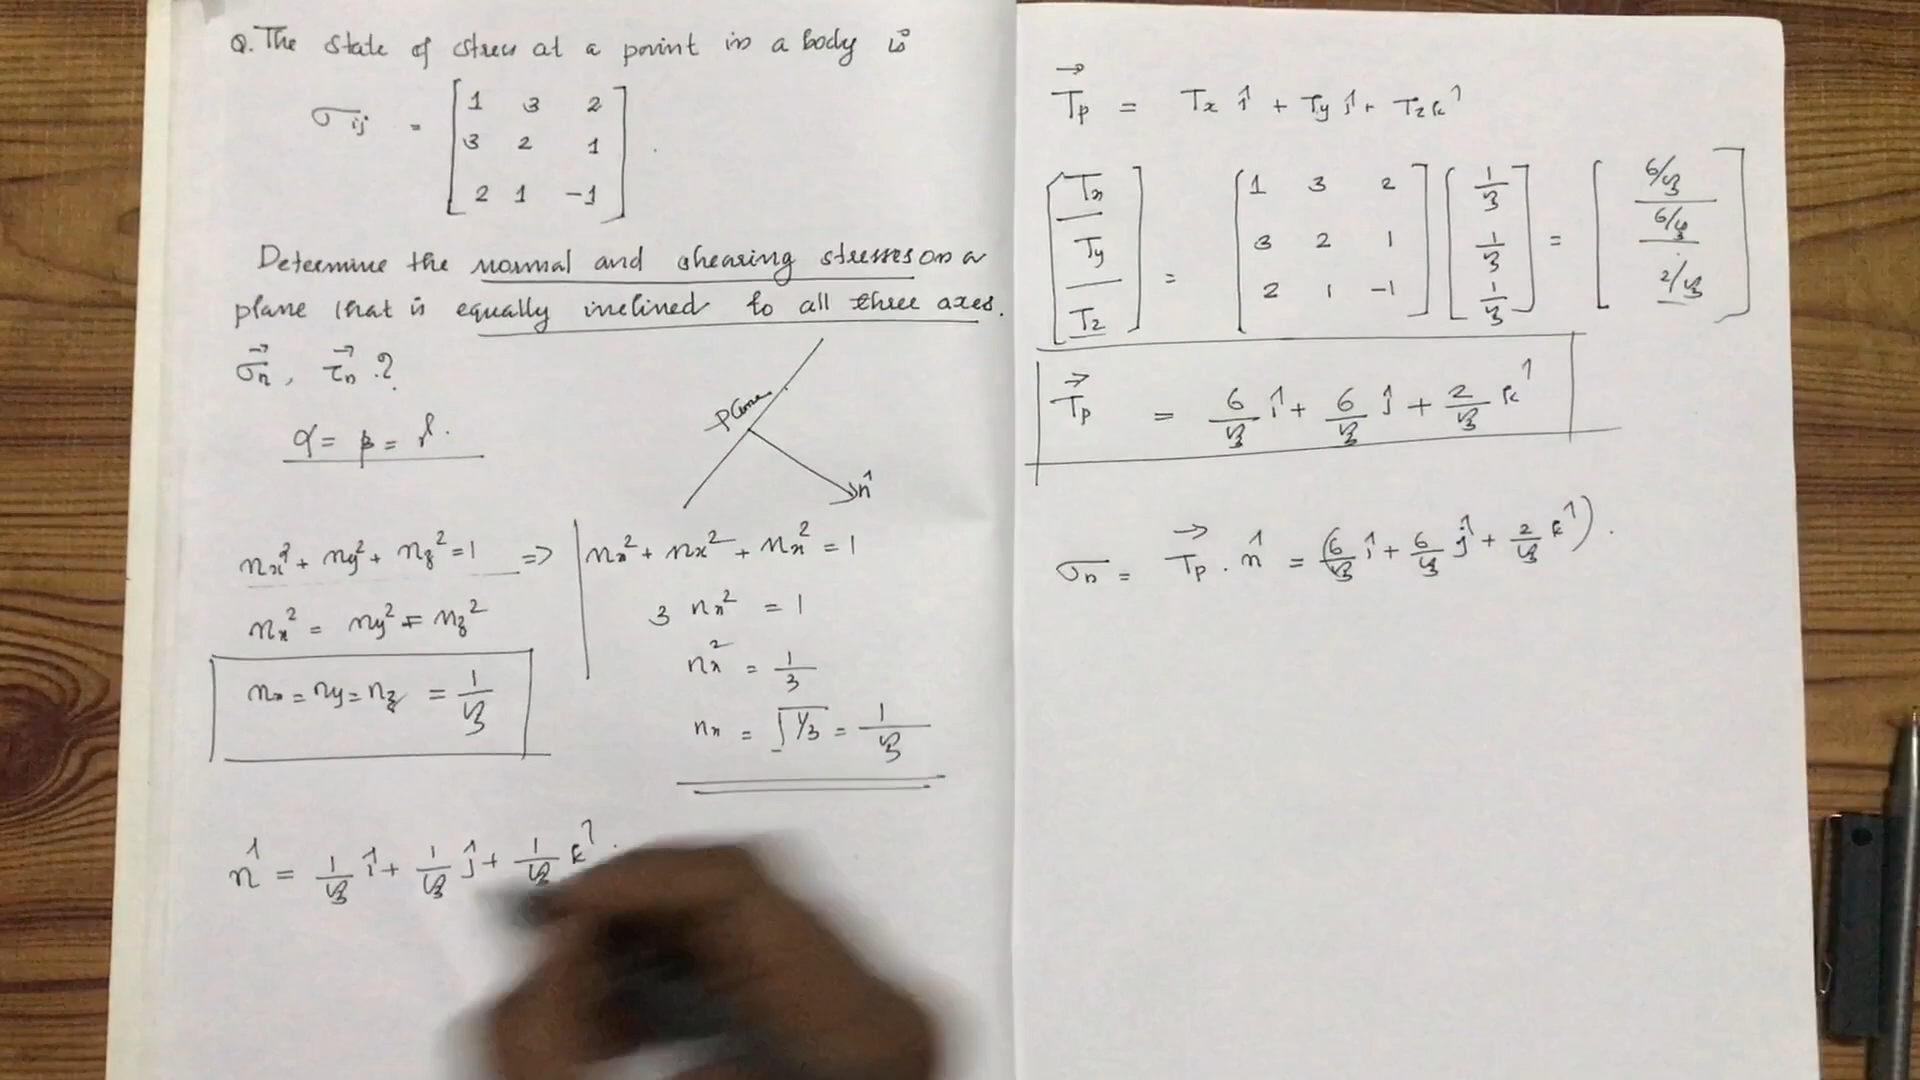 Q. The state of stress at a point in a body is
σij = [1 3 2
3 2 1
2 1 -1].
Determine the normal and shearing stresses on a
plane that is equally inclined to all three axes.
σn→, τn→ ?
α = β = γ.
plane
n̂
nx² + ny² + nz² = 1 =>
nx² = ny² = nz²
nx = ny = nz = 1/√3
nx² + nx² + nx² = 1
3 nx² = 1
nx² = 1/3
nx = √1/3 = 1/√3
n̂ = 1/√3 î + 1/√3 ĵ + 1/√3 k̂.
Tp→ = Tx î + Ty ĵ + Tz k̂
[Tx
Ty
Tz] = [1 3 2
3 2 1
2 1 -1] [1/√3
1/√3
1/√3] = [6/√3
6/√3
2/√3]
Tp→ = 6/√3 î + 6/√3 ĵ + 2/√3 k̂
σn = Tp→ . n̂ = (6/√3 î + 6/√3 ĵ + 2/√3 k̂).